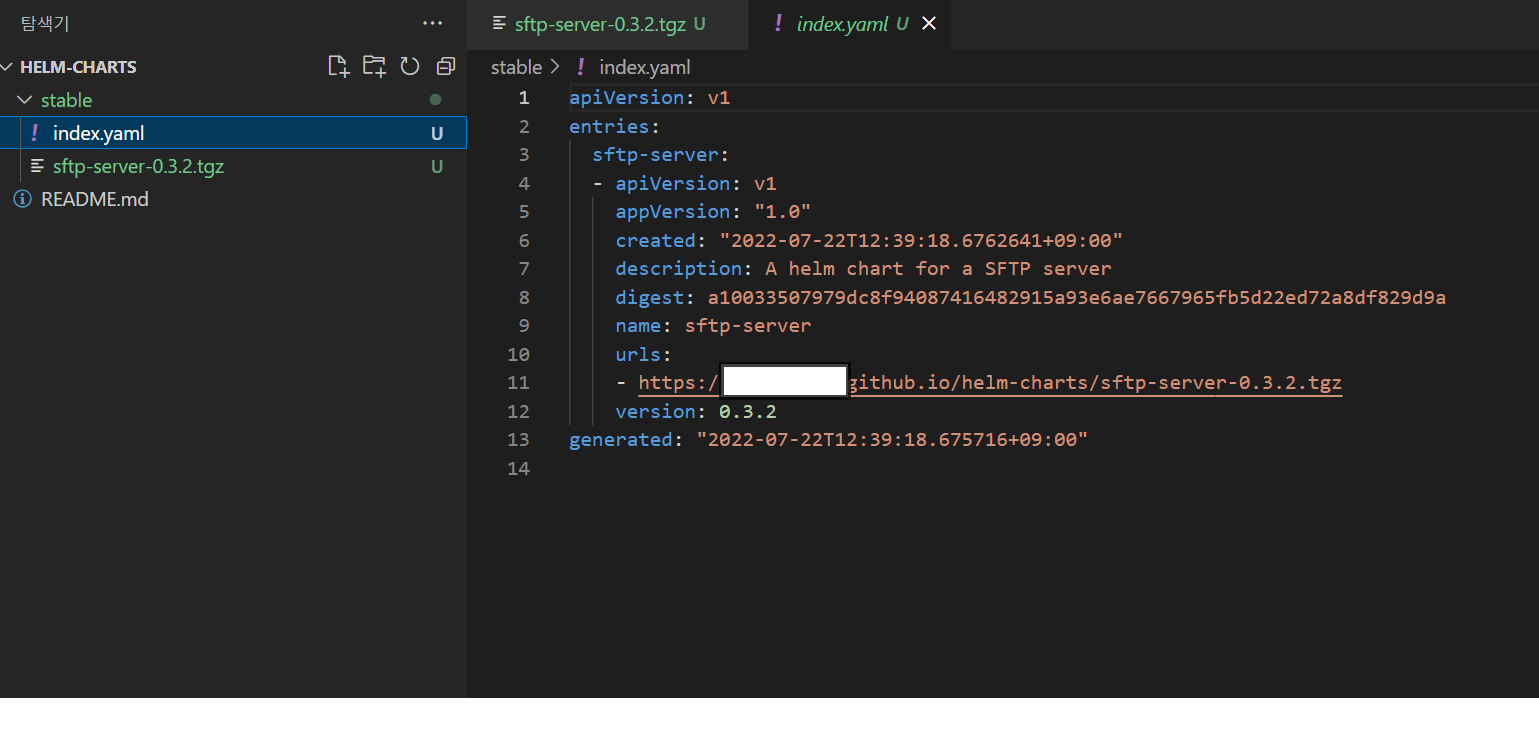 탐색기
HELM-CHARTS
stable
index.yaml U
sftp-server-0.3.2.tgz U
README.md
sftp-server-0.3.2.tgz U
! index.yaml U
stable > ! index.yaml
1 apiVersion: v1
2 entries:
3 sftp-server:
4 - apiVersion: v1
5 appVersion: "1.0"
6 created: "2022-07-22T12:39:18.6762641+09:00"
7 description: A helm chart for a SFTP server
8 digest: a10033507979dc8f94087416482915a93e6ae7667965fb5d22ed72a8df829d9a
9 name: sftp-server
10 urls:
11 - https:/ github.io/helm-charts/sftp-server-0.3.2.tgz
12 version: 0.3.2
13 generated: "2022-07-22T12:39:18.675716+09:00"
14